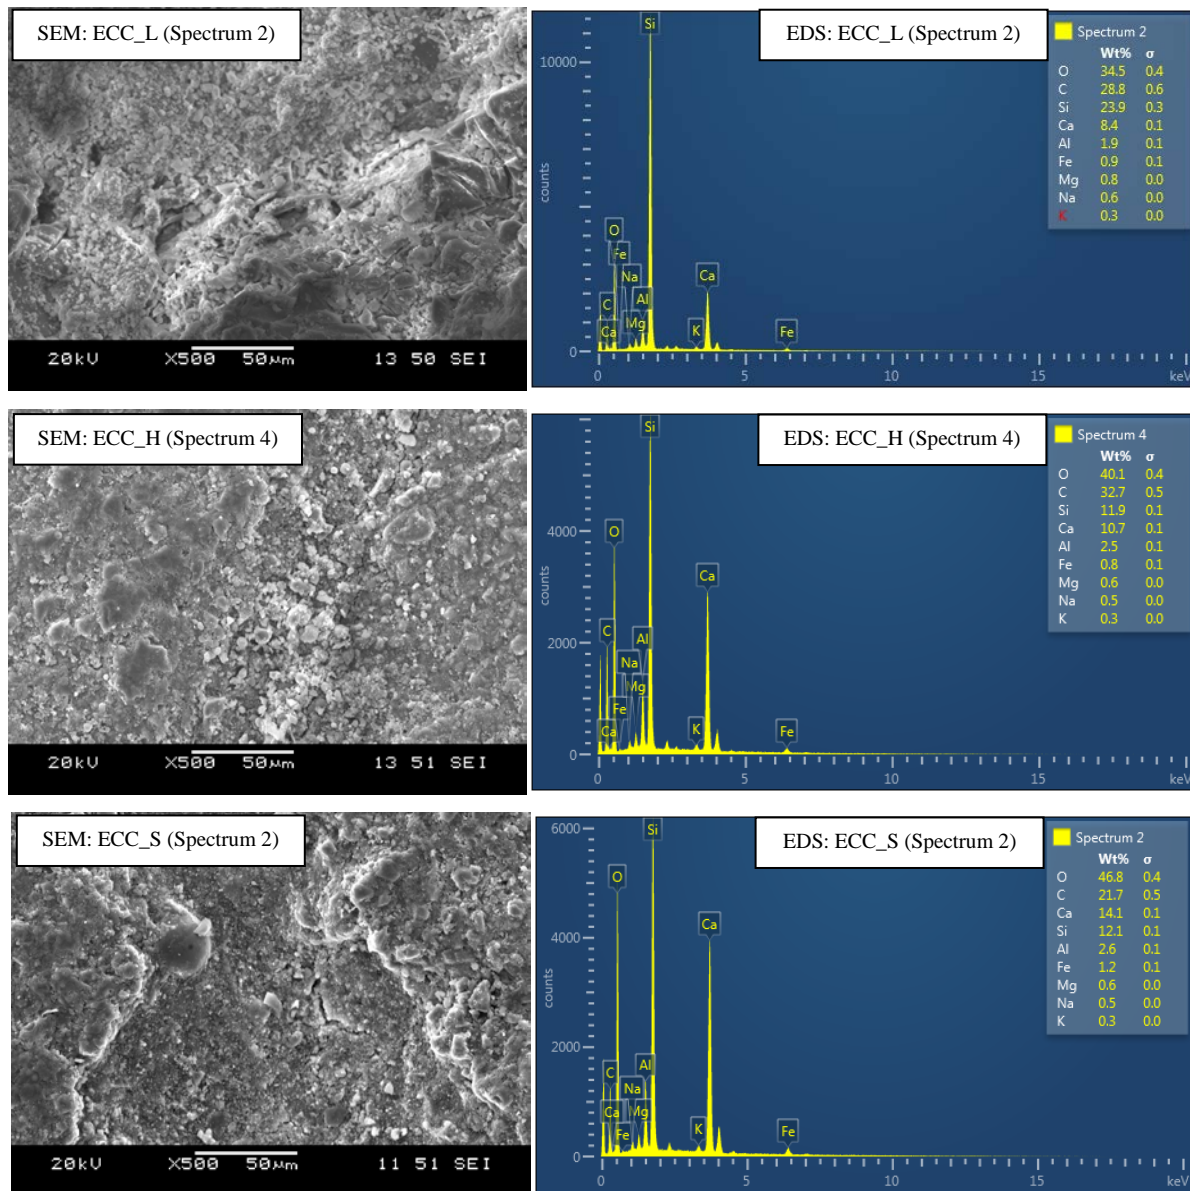 SEM: ECC_L (Spectrum 2)
20kV X500 50µm 13 50 SEI
EDS: ECC_L (Spectrum 2)
Si
10000
counts
O
Fe
Na
C
Al
Ca
Mg
Ca
K
Fe
0
0 5 10 15 keV
Spectrum 2
Wt% σ
O 34.5 0.4
C 28.8 0.6
Si 23.9 0.3
Ca 8.4 0.1
Al 1.9 0.1
Fe 0.9 0.1
Mg 0.8 0.0
Na 0.6 0.0
K 0.3 0.0
SEM: ECC_H (Spectrum 4)
20kV X500 50µm 13 51 SEI
EDS: ECC_H (Spectrum 4)
Si
4000
O
Ca
counts
C
Al
2000
Na
Mg
Fe
Ca
K
Fe
0
0 5 10 15 keV
Spectrum 4
Wt% σ
O 40.1 0.4
C 32.7 0.5
Si 11.9 0.1
Ca 10.7 0.1
Al 2.5 0.1
Fe 0.8 0.1
Mg 0.6 0.0
Na 0.5 0.0
K 0.3 0.0
SEM: ECC_S (Spectrum 2)
20kV X500 50µm 11 51 SEI
EDS: ECC_S (Spectrum 2)
6000
Si
O
4000
Ca
counts
2000
C
Al
Na
Ca
Mg
Fe
K
Fe
0
0 5 10 15 keV
Spectrum 2
Wt% σ
O 46.8 0.4
C 21.7 0.5
Ca 14.1 0.1
Si 12.1 0.1
Al 2.6 0.1
Fe 1.2 0.1
Mg 0.6 0.0
Na 0.5 0.0
K 0.3 0.0